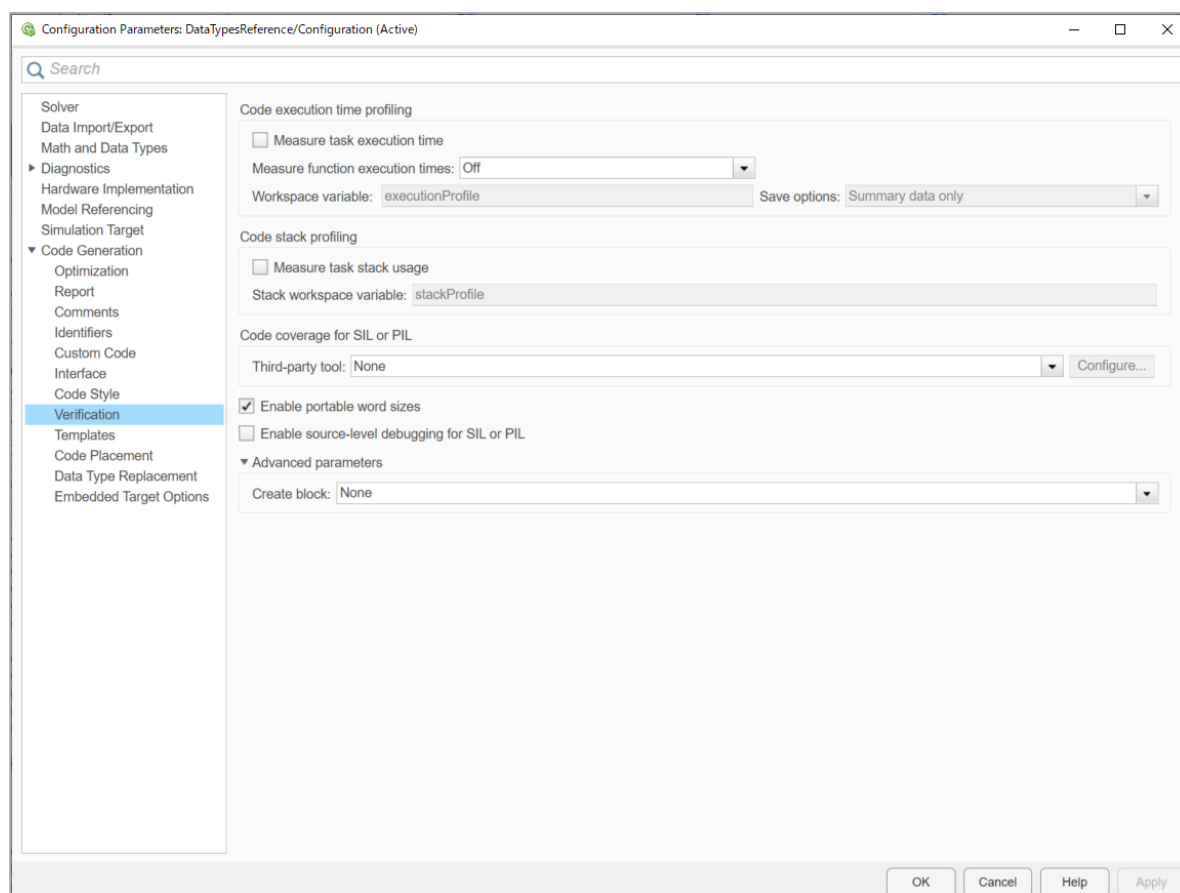 Configuration Parameters: DataTypesReference/Configuration (Active)
Search
Solver
Data Import/Export
Math and Data Types
Diagnostics
Hardware Implementation
Model Referencing
Simulation Target
Code Generation
Optimization
Report
Comments
Identifiers
Custom Code
Interface
Code Style
Verification
Templates
Code Placement
Data Type Replacement
Embedded Target Options
Code execution time profiling
Measure task execution time
Measure function execution times: Off
Workspace variable: executionProfile Save options: Summary data only
Code stack profiling
Measure task stack usage
Stack workspace variable: stackProfile
Code coverage for SIL or PIL
Third-party tool: None Configure...
Enable portable word sizes
Enable source-level debugging for SIL or PIL
Advanced parameters
Create block: None
OK Cancel Help Apply